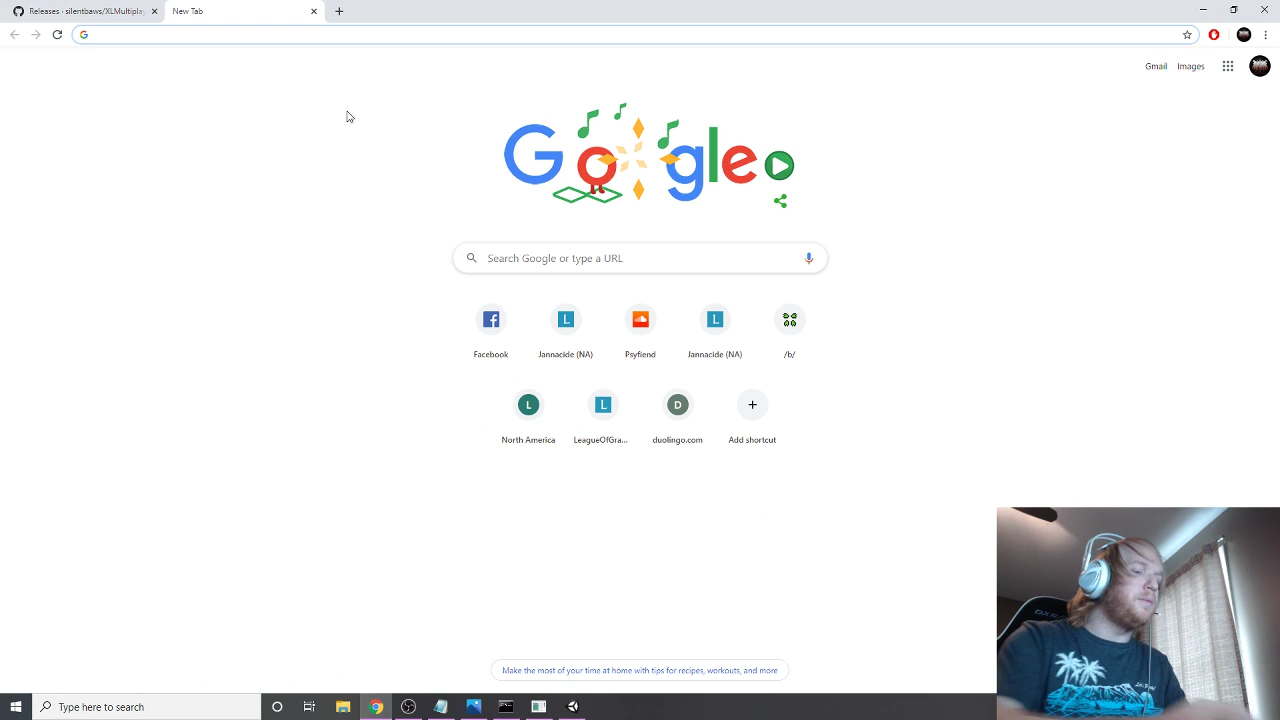 Releases · silentbaws/XLMultiplay
New Tab
Gmail
Images
Google
Search Google or type a URL
Facebook
Jannacide (NA)
Psyfiend
Jannacide (NA)
/b/
North America
LeagueOfGra...
duolingo.com
Add shortcut
Make the most of your time at home with tips for recipes, workouts, and more
Type here to search